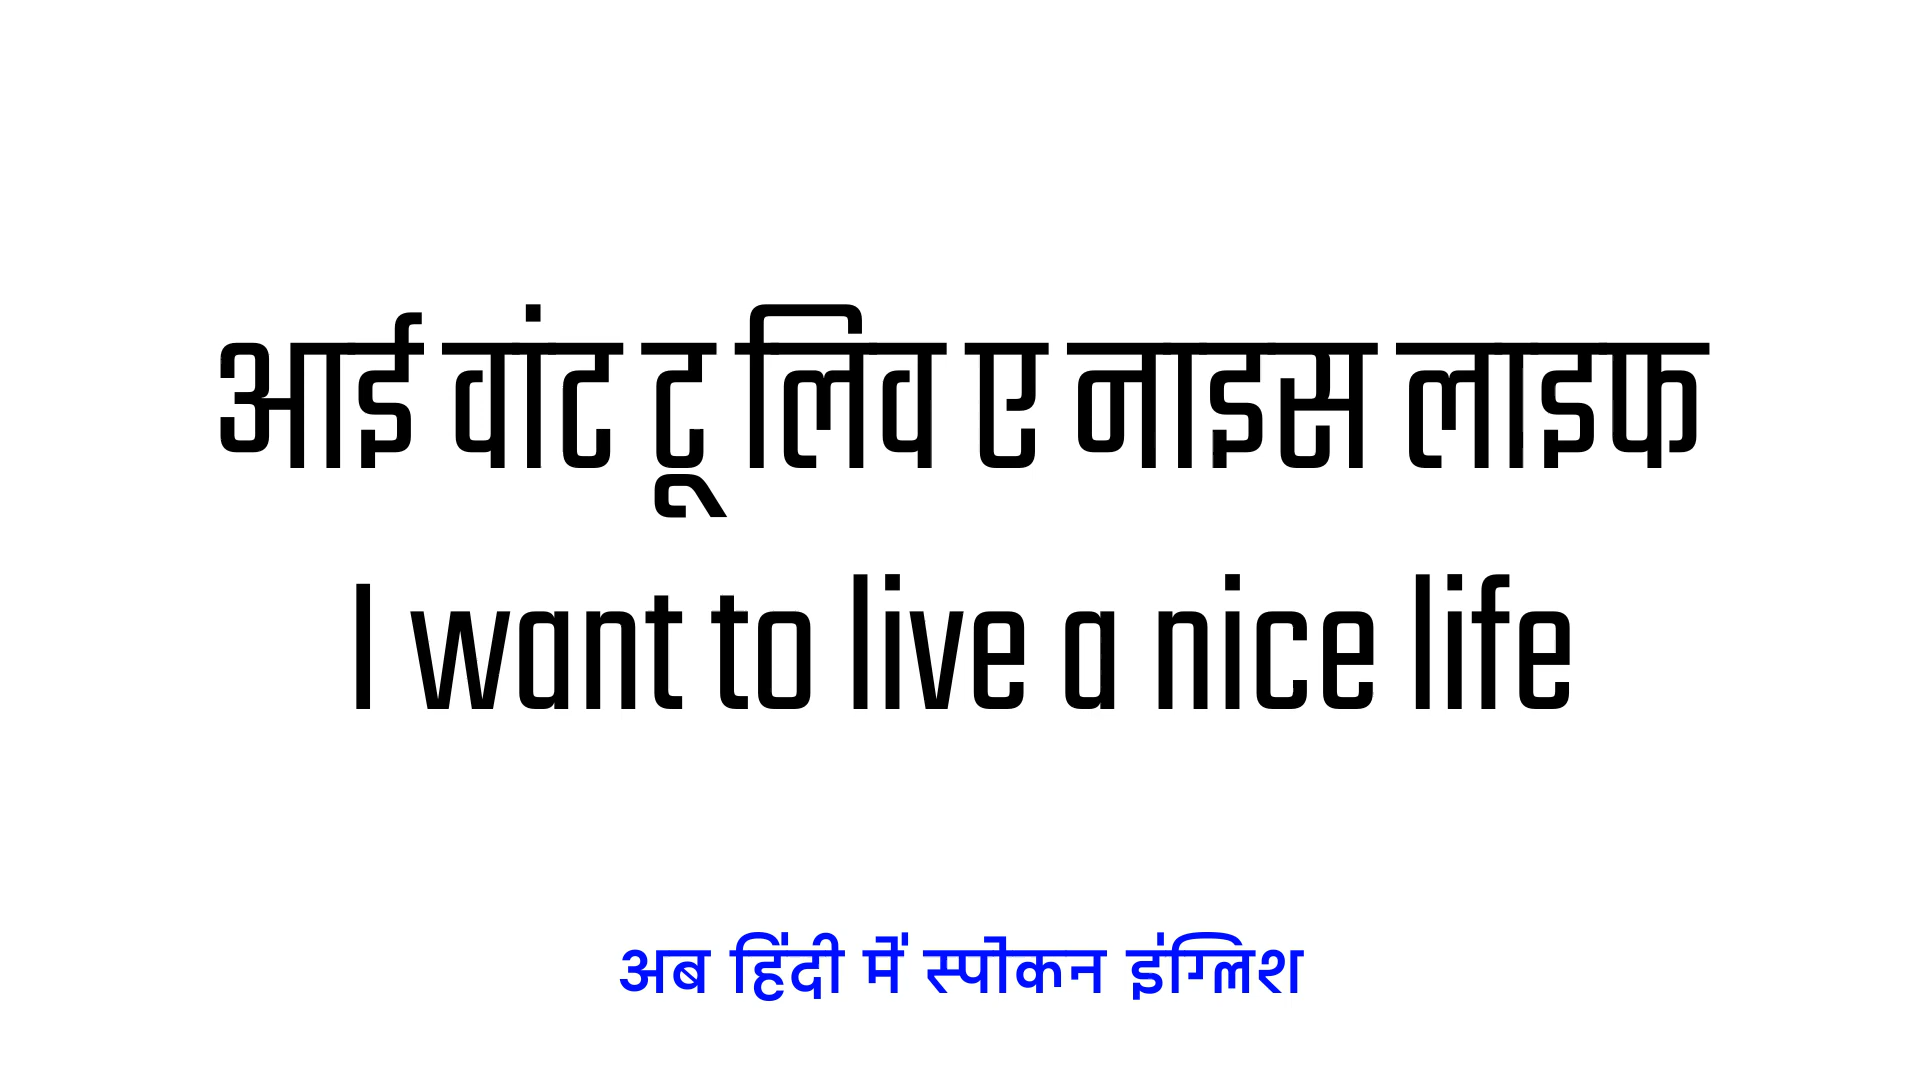 आई वांट टू लिव ए नाइस लाइफ
I want to live a nice life
अब हिंदी में स्पोकन इंग्लिश